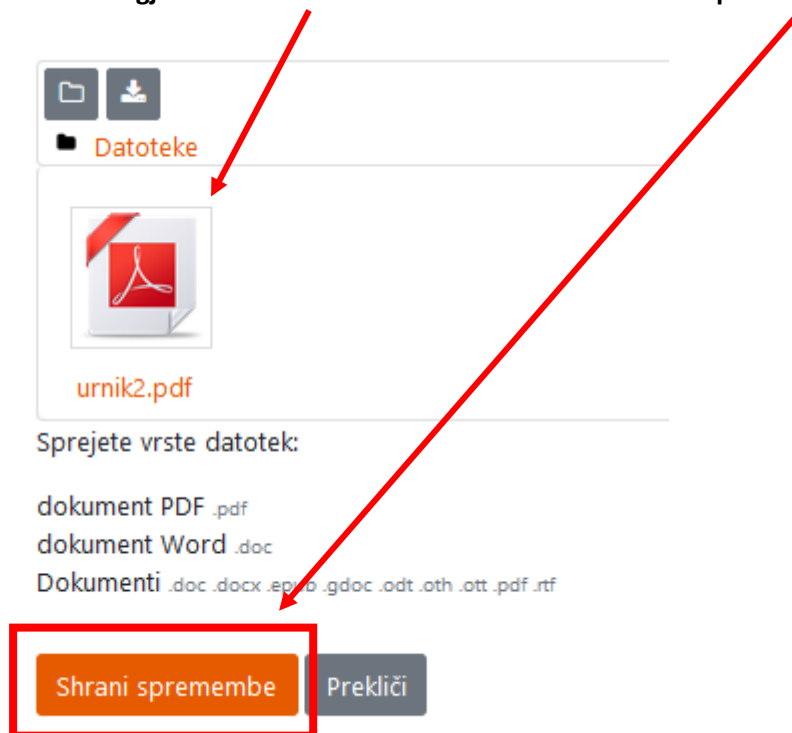 Datoteke
urnik2.pdf
Sprejete vrste datotek:
dokument PDF .pdf
dokument Word .doc
Dokumenti .doc .docx .epub .gdoc .odt .oth .ott .pdf .rtf
Shrani spremembe Prekliči